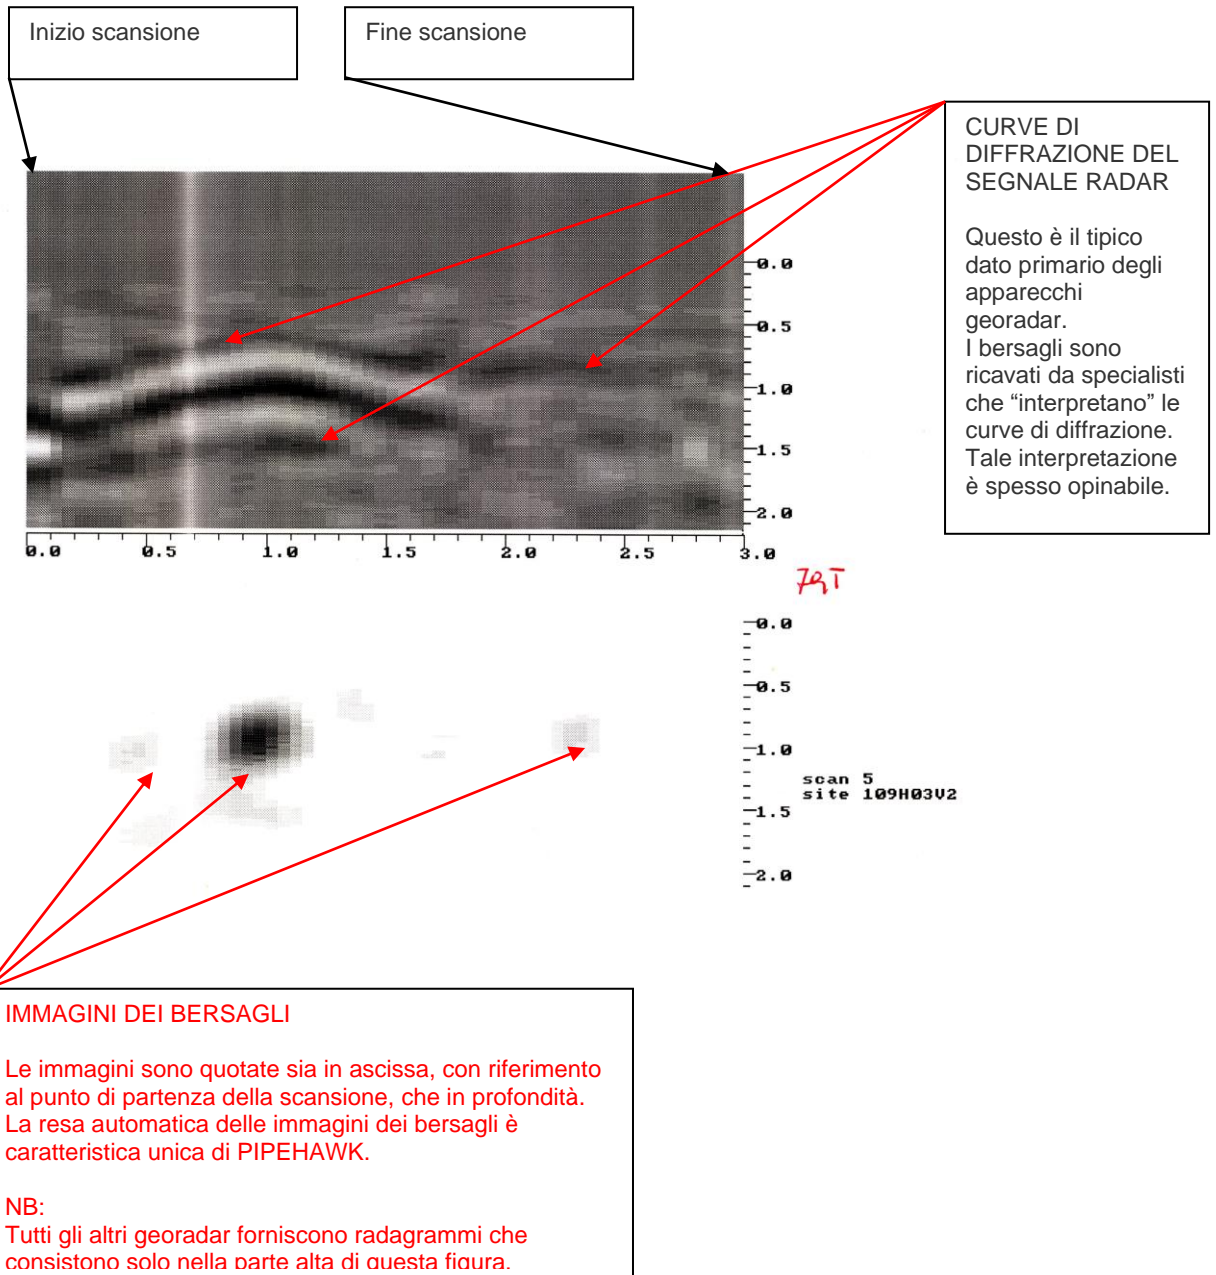 Inizio scansione
Fine scansione
CURVE DI
DIFFRAZIONE DEL
SEGNALE RADAR
Questo è il tipico
dato primario degli
apparecchi
georadar.
I bersagli sono
ricavati da specialisti
che “interpretano” le
curve di diffrazione.
Tale interpretazione
è spesso opinabile.
0.0
0.5
1.0
1.5
2.0
0.0 0.5 1.0 1.5 2.0 2.5 3.0
0.0
0.5
1.0
1.5
2.0
scan 5
site 109H03V2
IMMAGINI DEI BERSAGLI
Le immagini sono quotate sia in ascissa, con riferimento
al punto di partenza della scansione, che in profondità.
La resa automatica delle immagini dei bersagli è
caratteristica unica di PIPEHAWK.
NB:
Tutti gli altri georadar forniscono radagrammi che
consistono solo nella parte alta di questa figura.